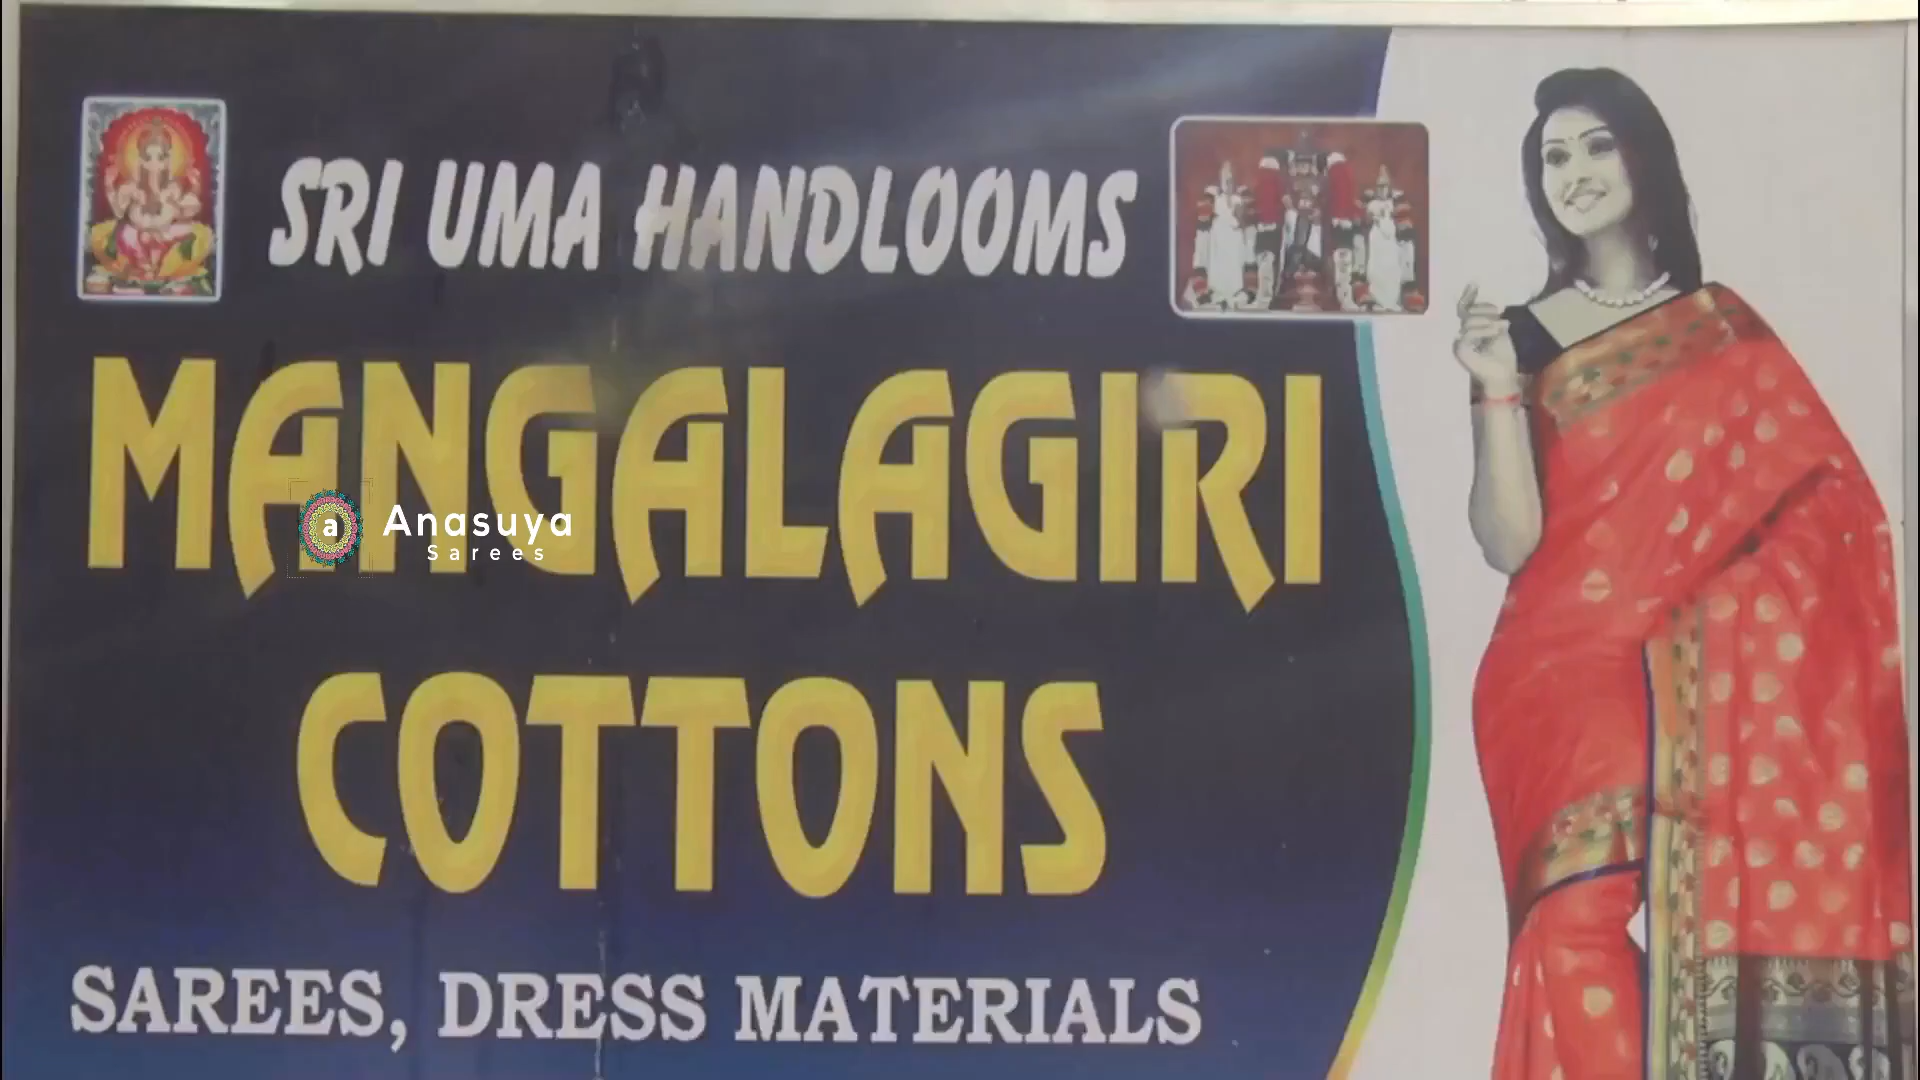 SRI UMA HANDLOOMS
MANGALAGIRI
a Anasuya
Sarees
COTTONS
SAREES, DRESS MATERIALS